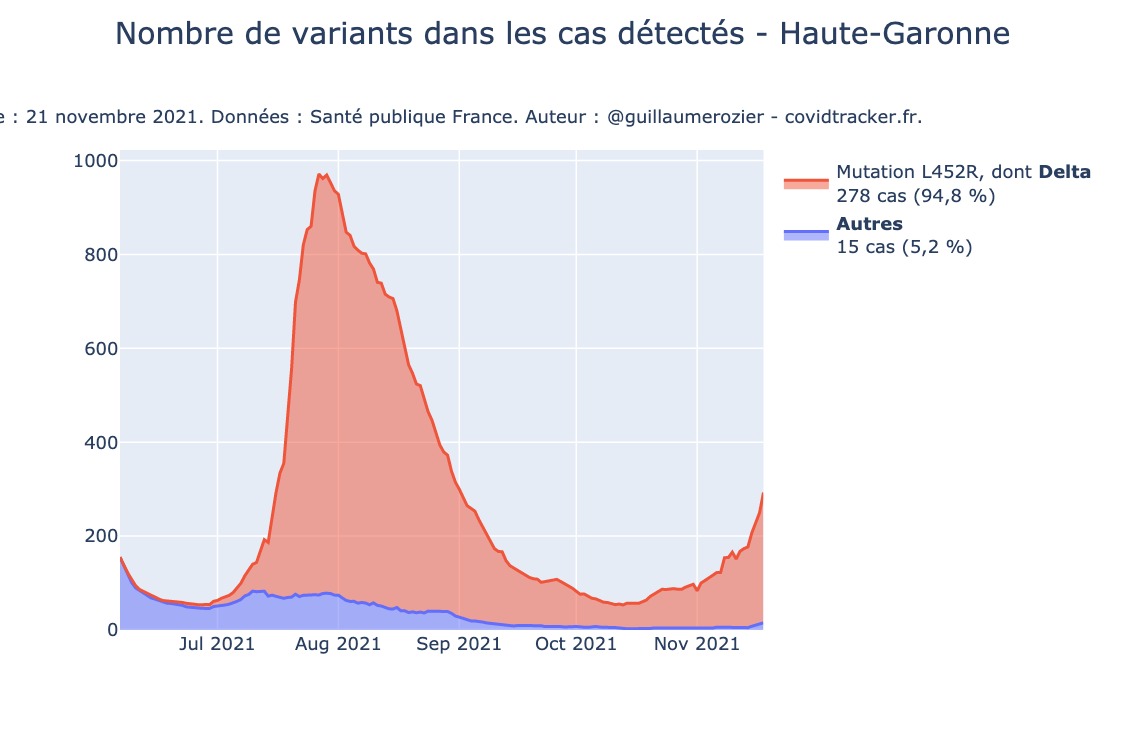 Nombre de variants dans les cas détectés - Haute-Garonne
: 21 novembre 2021. Données : Santé publique France. Auteur : @guillaumerozier - covidtracker.fr.
1000
800
600
400
200
0
Jul 2021
Aug 2021
Sep 2021
Oct 2021
Nov 2021
Mutation L452R, dont Delta
278 cas (94,8 %)
Autres
15 cas (5,2 %)